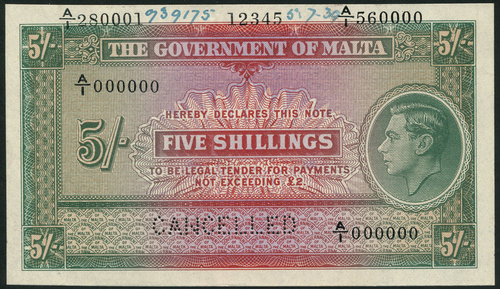 A/1 280001 939175 12345 5.7.39 A/1 560000
5/- THE GOVERNMENT OF MALTA 5/-
A/1 000000
HEREBY DECLARES THIS NOTE
5/- FIVE SHILLINGS
TO BE LEGAL TENDER FOR PAYMENTS
NOT EXCEEDING £2.
CANCELLED A/1 000000
5/- 5/-